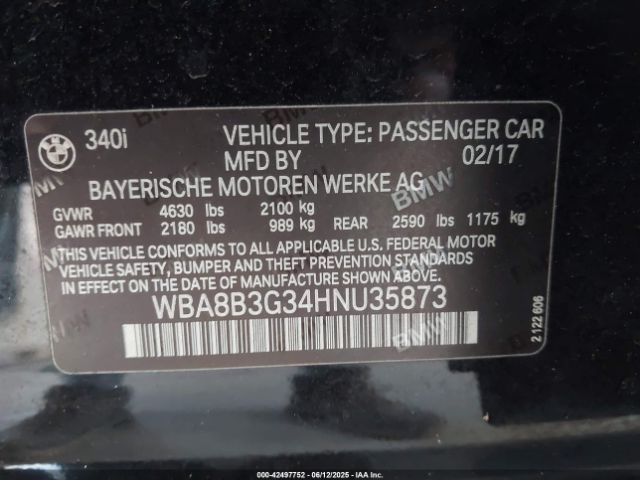 340i VEHICLE TYPE: PASSENGER CAR
MFD BY 02/17
BAYERISCHE MOTOREN WERKE AG
GVWR 4630 lbs 2100 kg
GAWR FRONT 2180 lbs 989 kg REAR 2590 lbs 1175 kg
THIS VEHICLE CONFORMS TO ALL APPLICABLE U.S. FEDERAL MOTOR
VEHICLE SAFETY, BUMPER AND THEFT PREVENTION STANDARDS
IN EFFECT ON THE DATE OF MANUFACTURE SHOWN ABOVE.
WBA8B3G34HNU35873
2 122 606
000-42497752 - 06/12/2025 - IAA Inc.